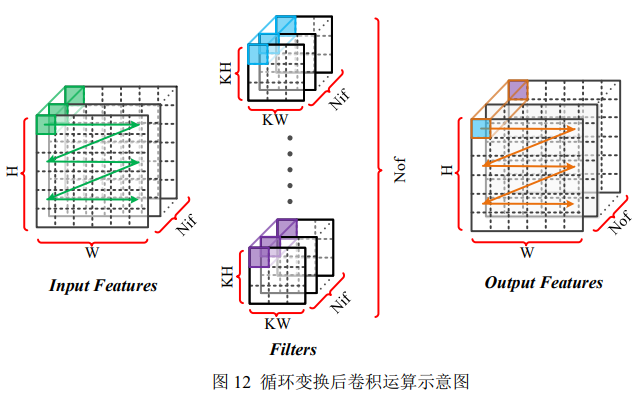 H
W
Nif
Input Features
KH
KW
Nif
KH
KW
Nif
Filters
Nof
H
W
Nof
Output Features
图 12 循环变换后卷积运算示意图